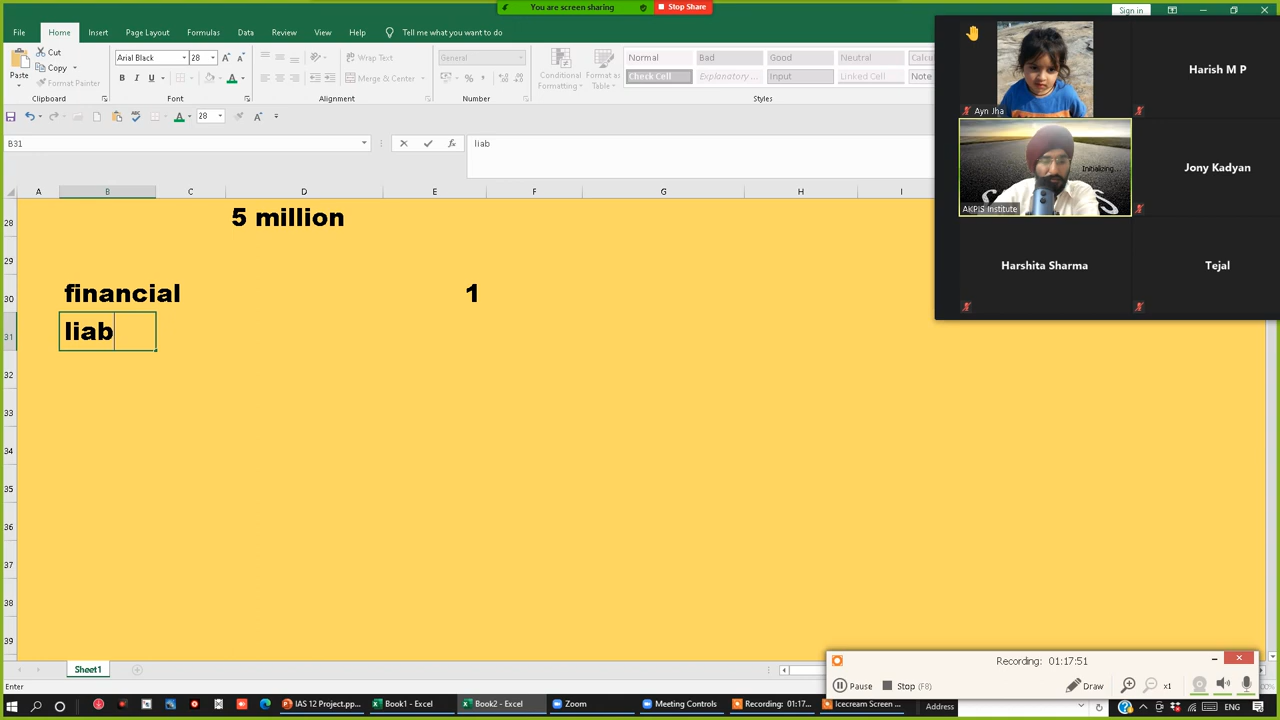 You are screen sharing
Stop Share
Sign in
File
Home
Insert
Page Layout
Formulas
Data
Review
View
Help
Tell me what you want to do
Paste
Cut
Copy
Format Painter
Clipboard
Arial Black
28
B I U
Font
Wrap Text
Merge & Center
Alignment
General
Number
Conditional
Formatting
Format as
Table
Normal
Bad
Good
Neutral
Calcu
Check Cell
Explanatory ...
Input
Linked Cell
Note
Styles
28
B31
liab
A B C D E F G H I
28
5 million
29
30
financial
1
31
liab
32
33
34
35
36
37
38
39
Ayn Jha
Harish M P
Initializing...
AKPIS Institute
Jony Kadyan
Harshita Sharma
Tejal
Sheet1
Enter
Recording: 01:17:51
Pause
Stop (F8)
Draw
x1
IAS 12 Project.pp...
Book1 - Excel
Book2 - Excel
Zoom
Meeting Controls
Recording: 01:17...
Icecream Screen ...
Address
ENG